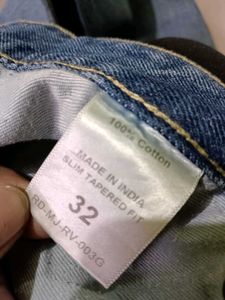 100% Cotton
MADE IN INDIA
SLIM TAPERED FIT
32
RD-MJ-RV-003G